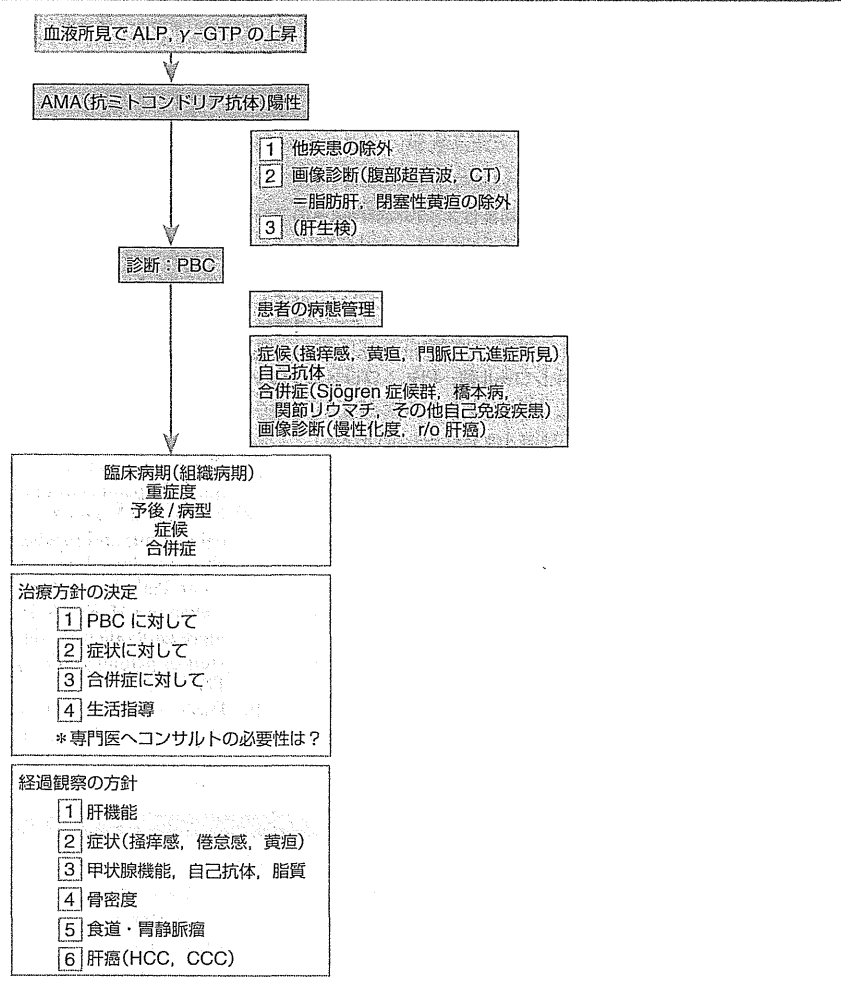 血液所見で ALP, γ-GTP の上昇
AMA(抗ミトコンドリア抗体)陽性
1 他疾患の除外
2 画像診断(腹部超音波, CT)
=脂肪肝, 閉塞性黄疸の除外
3 (肝生検)
診断:PBC
患者の病態管理
症候(掻痒感, 黄疸, 門脈圧亢進症所見)
自己抗体
合併症(Sjögren 症候群, 橋本病,
関節リウマチ, その他自己免疫疾患)
画像診断(慢性化度, r/o 肝癌)
臨床病期(組織病期)
重症度
予後 / 病型
症候
合併症
治療方針の決定
1 PBC に対して
2 症状に対して
3 合併症に対して
4 生活指導
*専門医へコンサルトの必要性は?
経過観察の方針
1 肝機能
2 症状(掻痒感, 倦怠感, 黄疸)
3 甲状腺機能, 自己抗体, 脂質
4 骨密度
5 食道・胃静脈瘤
6 肝癌(HCC, CCC)